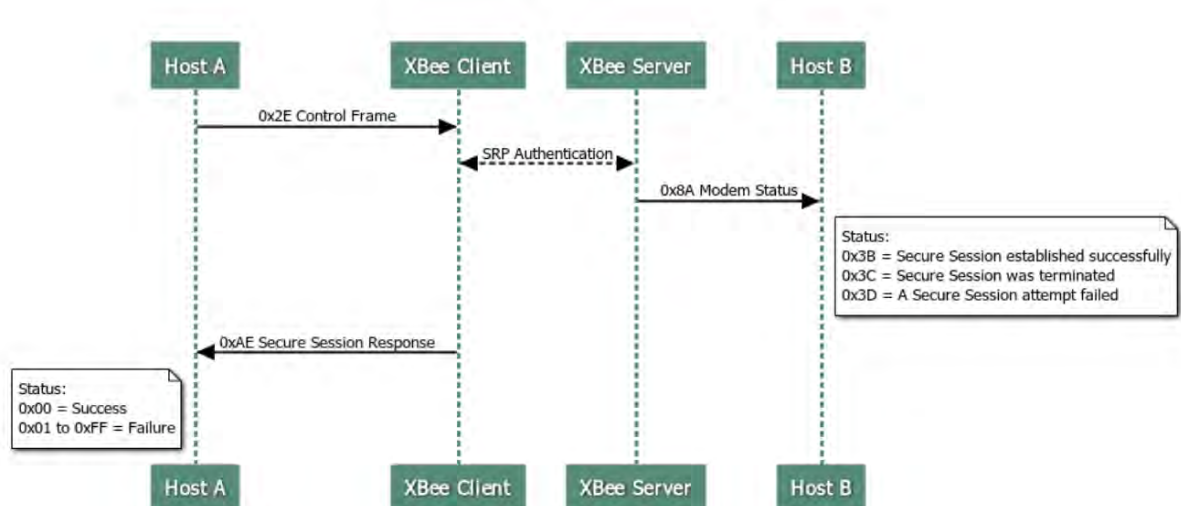 Host A
XBee Client
XBee Server
Host B
0x2E Control Frame
SRP Authentication
0x8A Modem Status
Status:
0x3B = Secure Session established successfully
0x3C = Secure Session was terminated
0x3D = A Secure Session attempt failed
0xAE Secure Session Response
Status:
0x00 = Success
0x01 to 0xFF = Failure
Host A
XBee Client
XBee Server
Host B